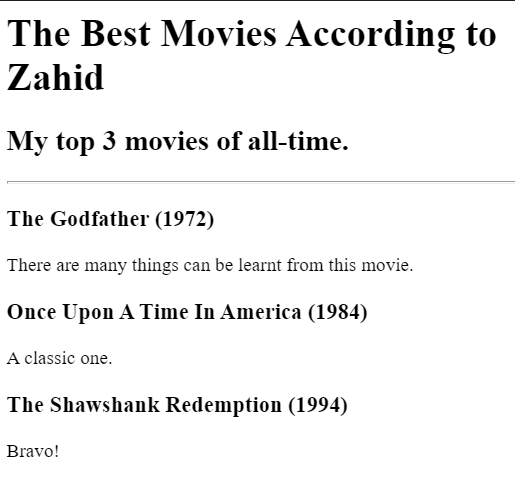 The Best Movies According to
Zahid
My top 3 movies of all-time.
The Godfather (1972)
There are many things can be learnt from this movie.
Once Upon A Time In America (1984)
A classic one.
The Shawshank Redemption (1994)
Bravo!